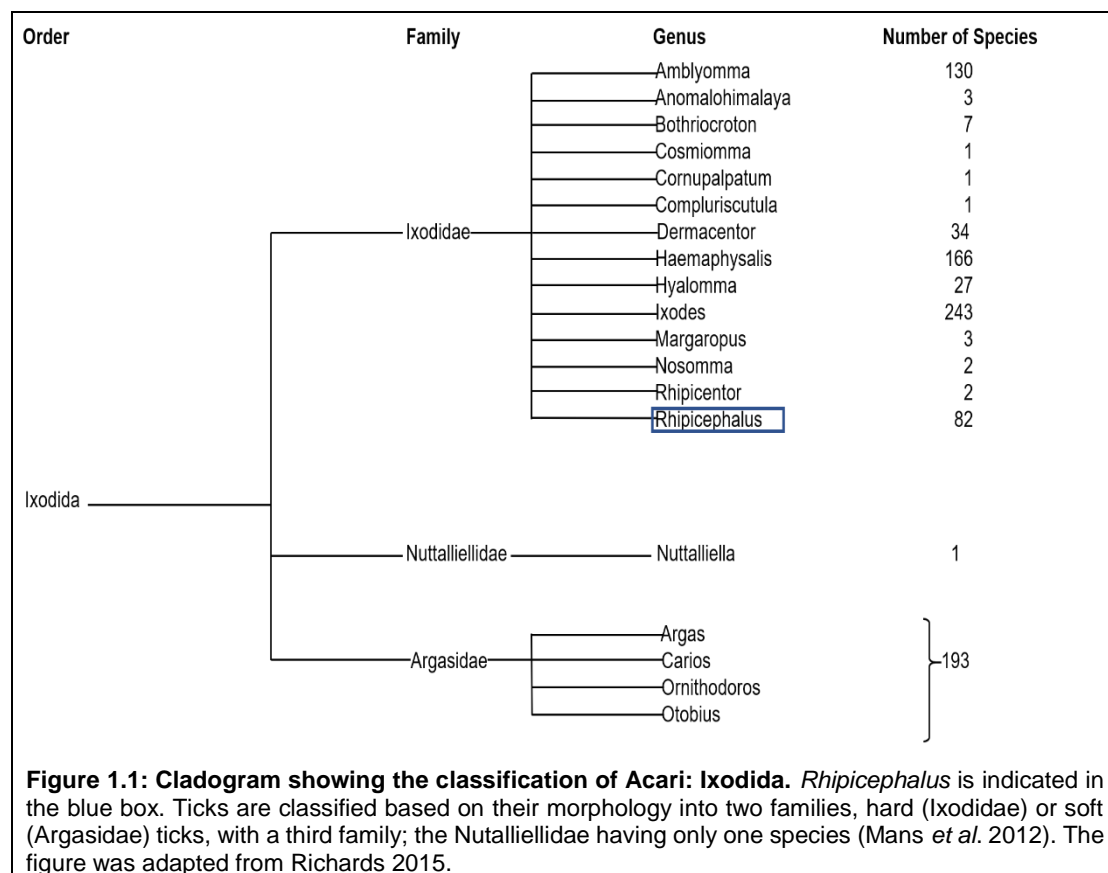 Order Family Genus Number of Species
Amblyomma 130
Anomalohimalaya 3
Bothriocroton 7
Cosmiomma 1
Cornupalpatum 1
Compluriscutula 1
Ixodidae Dermacentor 34
Haemaphysalis 166
Hyalomma 27
Ixodes 243
Margaropus 3
Nosomma 2
Rhipicentor 2
Rhipicephalus 82
Ixodida
Nuttalliellidae Nuttalliella 1
Argas
Argasidae Carios 193
Ornithodoros
Otobius
Figure 1.1: Cladogram showing the classification of Acari: Ixodida. Rhipicephalus is indicated in
the blue box. Ticks are classified based on their morphology into two families, hard (Ixodidae) or soft
(Argasidae) ticks, with a third family; the Nutalliellidae having only one species (Mans et al. 2012). The
figure was adapted from Richards 2015.